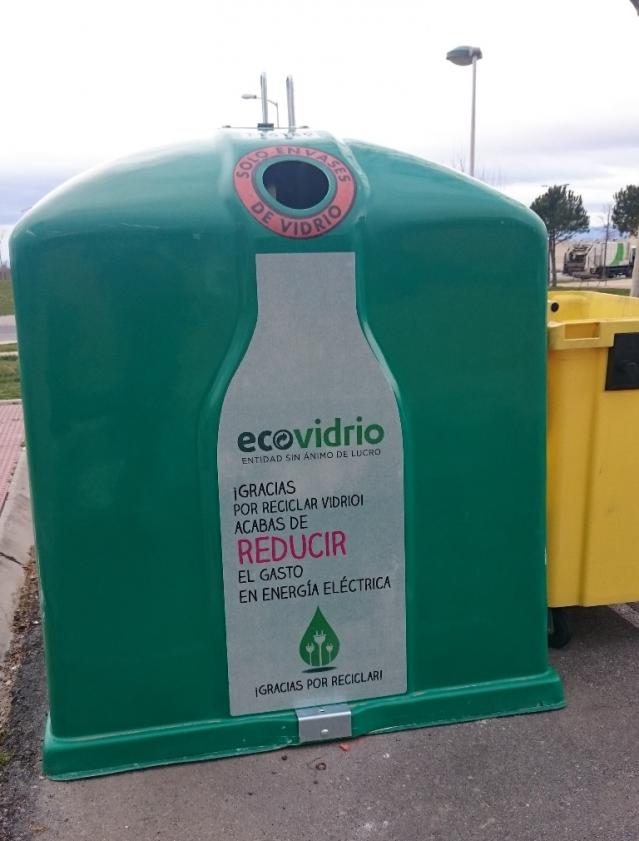 SOLO ENVASES
DE VIDRIO
ecovidrio
ENTIDAD SIN ÁNIMO DE LUCRO
¡GRACIAS
POR RECICLAR VIDRIO!
ACABAS DE
REDUCIR
EL GASTO
EN ENERGÍA ELÉCTRICA
¡GRACIAS POR RECICLAR!